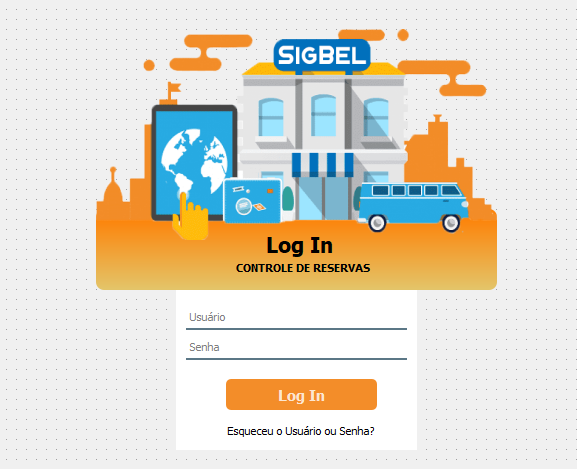 SIGBEL
Log In
CONTROLE DE RESERVAS
Usuário
Senha
Log In
Esqueceu o Usuário ou Senha?